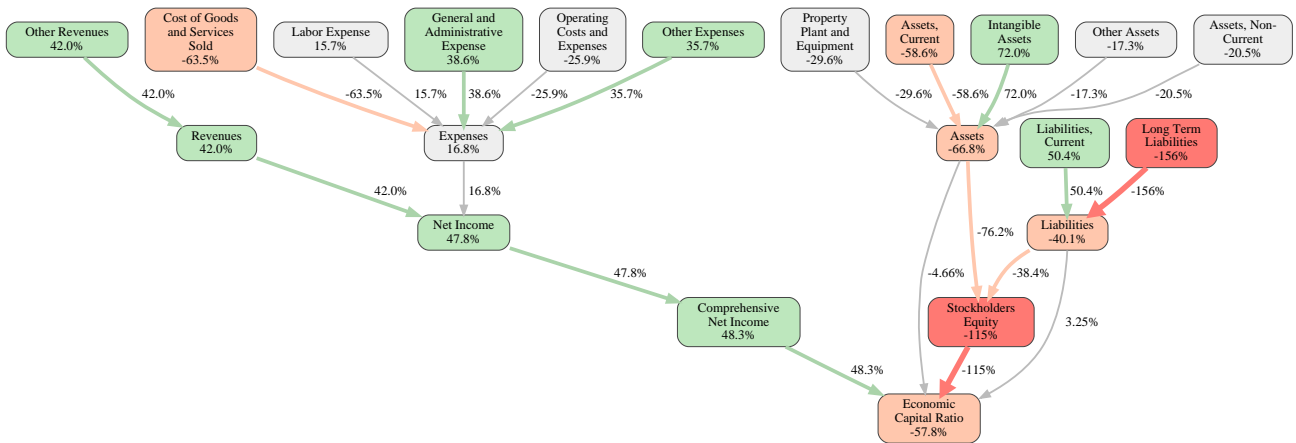 Other Revenues
42.0%
Cost of Goods
and Services
Sold
-63.5%
Labor Expense
15.7%
General and
Administrative
Expense
38.6%
Operating
Costs and
Expenses
-25.9%
Other Expenses
35.7%
Property
Plant and
Equipment
-29.6%
Assets,
Current
-58.6%
Intangible
Assets
72.0%
Other Assets
-17.3%
Assets, Non-
Current
-20.5%
42.0%
-63.5%
15.7%
38.6%
-25.9%
35.7%
-29.6%
-58.6%
72.0%
-17.3%
-20.5%
Revenues
42.0%
Expenses
16.8%
Assets
-66.8%
Liabilities,
Current
50.4%
Long Term
Liabilities
-156%
42.0%
16.8%
50.4%
-156%
Net Income
47.8%
-76.2%
Liabilities
-40.1%
47.8%
-4.66%
-38.4%
Comprehensive
Net Income
48.3%
Stockholders
Equity
-115%
3.25%
48.3%
-115%
Economic
Capital Ratio
-57.8%